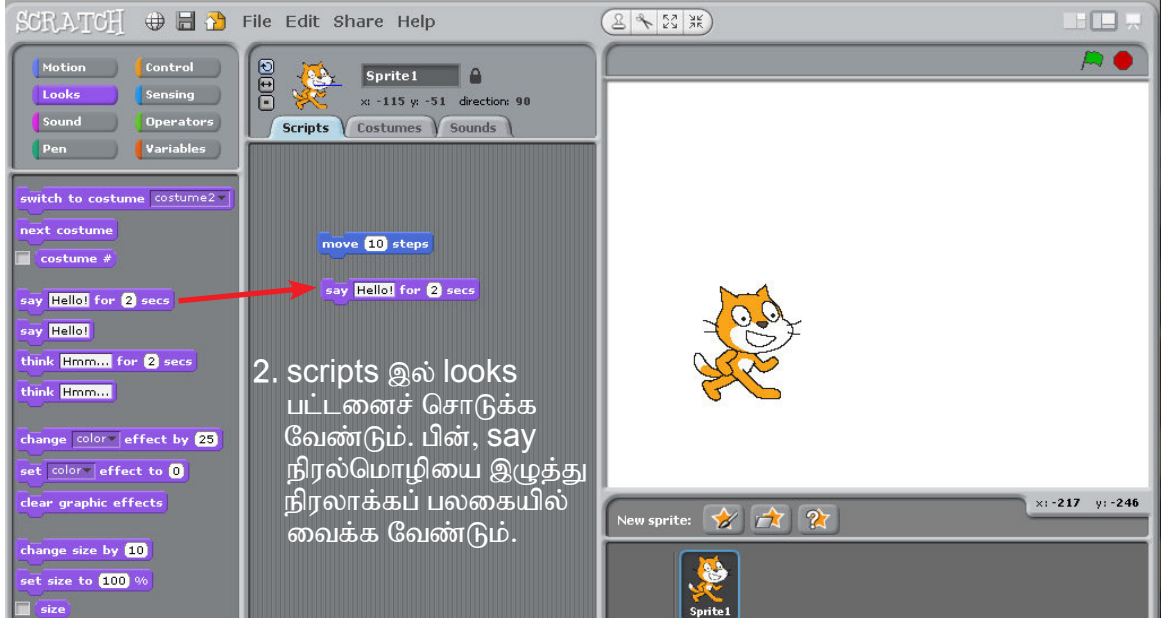 SCRATCH File Edit Share Help
Motion Control
Looks Sensing
Sound Operators
Pen Variables
switch to costume costume2
next costume
costume #
say Hello! for 2 secs
say Hello!
think Hmm... for 2 secs
think Hmm...
change color effect by 25
set color effect to 0
clear graphic effects
change size by 10
set size to 100 %
size
Sprite1
x: -115 y: -51 direction: 90
Scripts Costumes Sounds
move 10 steps
say Hello! for 2 secs
2. scripts இல் looks
பட்டனைச் சொடுக்க
வேண்டும். பின், say
நிரல்மொழியை இழுத்து
நிரலாக்கப் பலகையில்
வைக்க வேண்டும்.
x: -217 y: -246
New sprite:
Sprite1